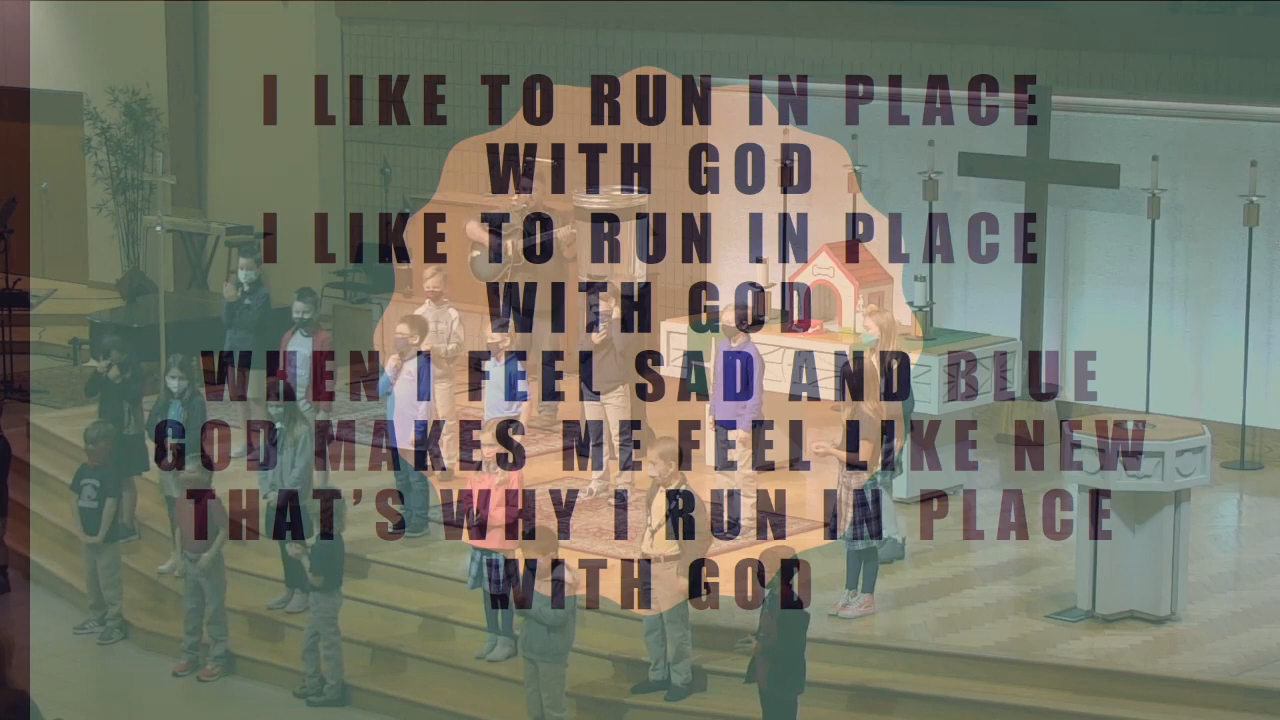 I LIKE TO RUN IN PLACE
WITH GOD
I LIKE TO RUN IN PLACE
WITH GOD
WHEN I FEEL SAD AND BLUE
GOD MAKES ME FEEL LIKE NEW
THAT’S WHY I RUN IN PLACE
WITH GOD